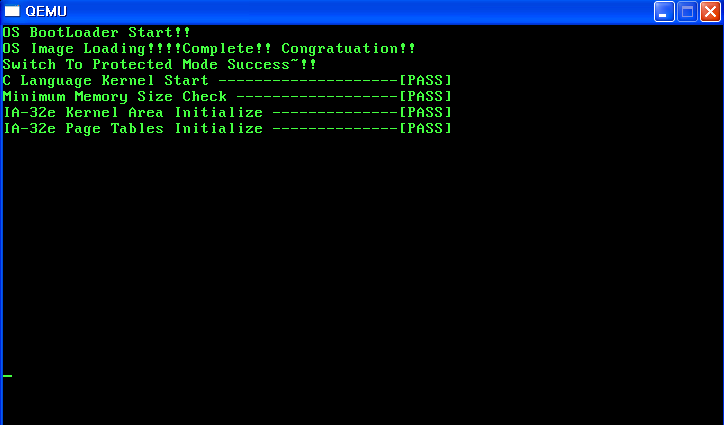 QEMU
OS BootLoader Start!!
OS Image Loading!!!!Complete!! Congratuation!!
Switch To Protected Mode Success~!!
C Language Kernel Start --------------------[PASS]
Minimum Memory Size Check ------------------[PASS]
IA-32e Kernel Area Initialize --------------[PASS]
IA-32e Page Tables Initialize --------------[PASS]